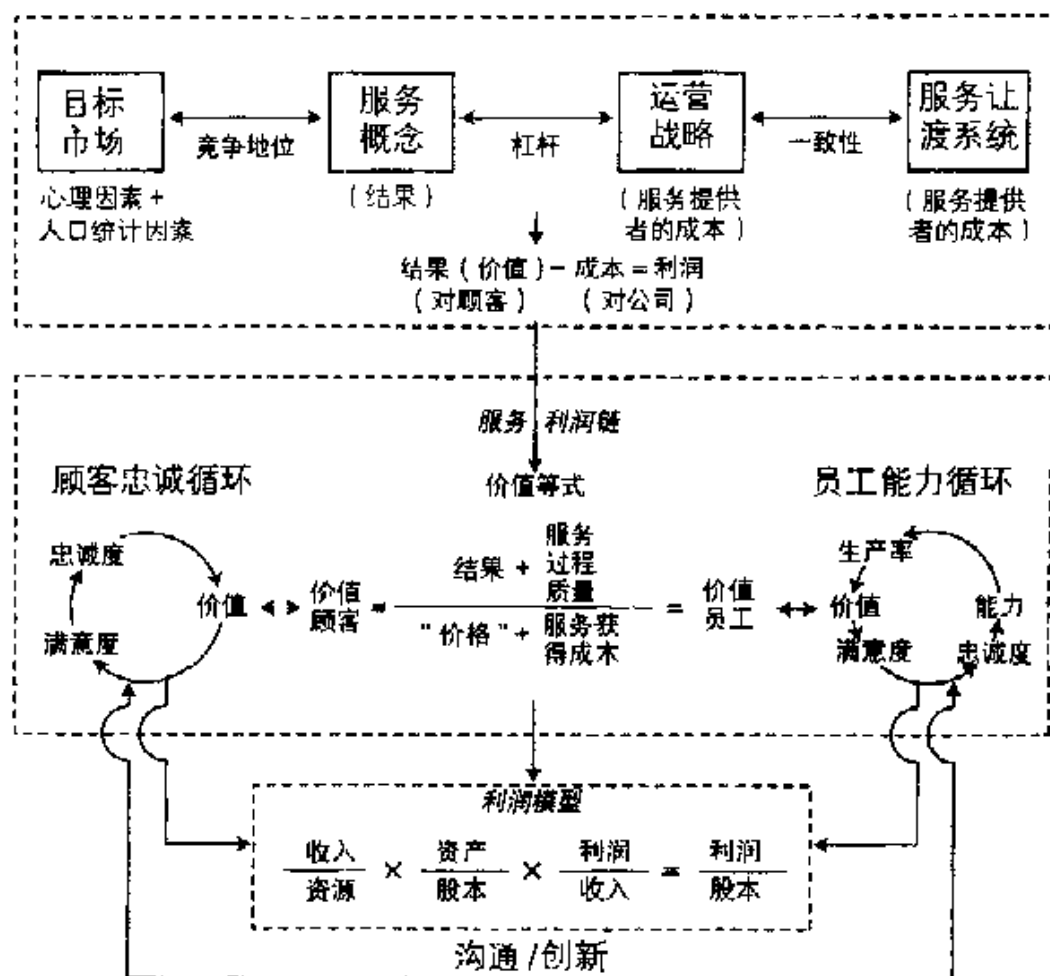 目标
市场
竞争地位
服务
概念
杠杆
运营
战略
一致性
服务让
渡系统
心理因素 +
人口统计因素
(结果)
(服务提供
者的成本)
(服务提供
者的成本)
结果(价值)- 成本 = 利润
(对顾客) (对公司)
服务 利润链
顾客忠诚循环
价值等式
员工能力循环
忠诚度
价值
满意度
价值
顾客
=
结果 +
服务
过程
质量
"价格" +
服务获
得成本
=
价值
员工
生产率
价值
能力
满意度
忠诚度
利润模型
收入
资源
×
资产
股本
×
利润
收入
=
利润
股本
沟通/创新